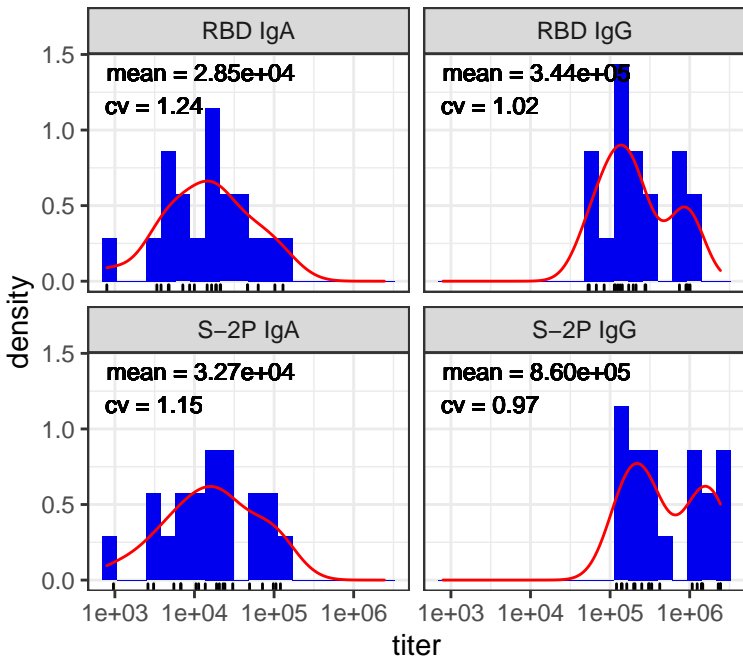 RBD IgA
RBD IgG
mean = 2.85e+04
cv = 1.24
mean = 3.44e+05
cv = 1.02
1.5
1.0
0.5
0.0
density
S−2P IgA
S−2P IgG
mean = 3.27e+04
cv = 1.15
mean = 8.60e+05
cv = 0.97
1.5
1.0
0.5
0.0
1e+03 1e+04 1e+05 1e+06
1e+03 1e+04 1e+05 1e+06
titer